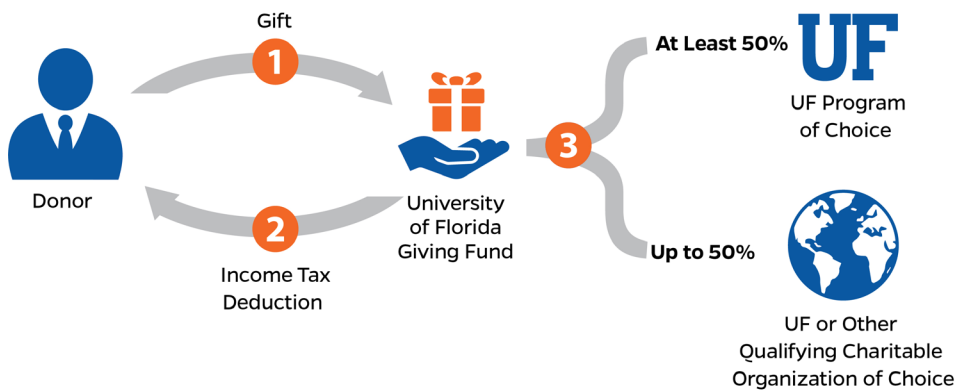 Gift
1
Donor
2
Income Tax
Deduction
University
of Florida
Giving Fund
3
At Least 50%
UF
UF Program
of Choice
Up to 50%
UF or Other
Qualifying Charitable
Organization of Choice